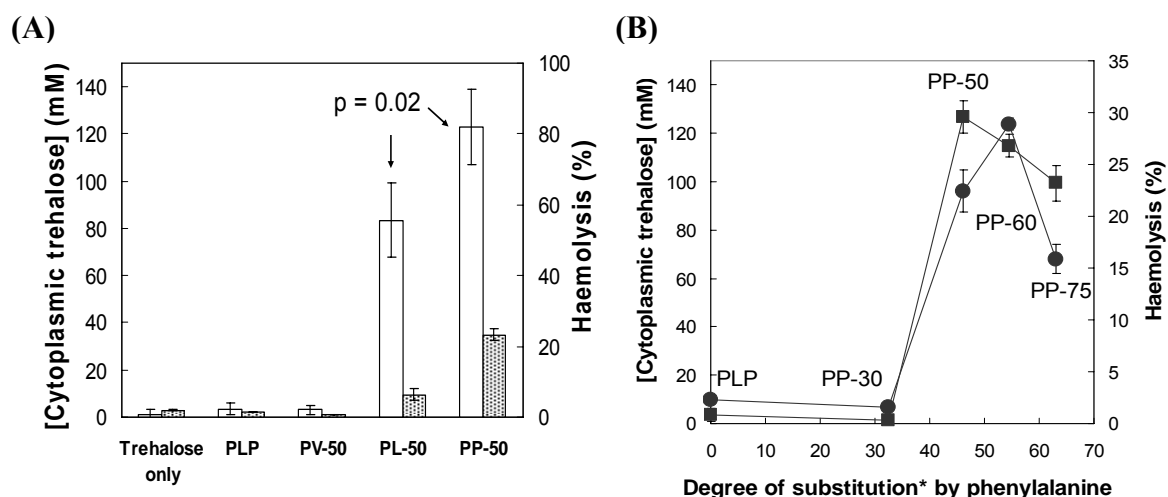 (A)
(B)
[Cytoplasmic trehalose] (mM)
140
120
100
80
60
40
20
0
p = 0.02
100
80
60
40
20
0
Haemolysis (%)
Trehalose only
PLP
PV-50
PL-50
PP-50
[Cytoplasmic trehalose] (mM)
140
120
100
80
60
40
20
0
PP-50
PP-60
PP-75
PLP
PP-30
35
30
25
20
15
10
5
0
Haemolysis (%)
0 10 20 30 40 50 60 70
Degree of substitution* by phenylalanine